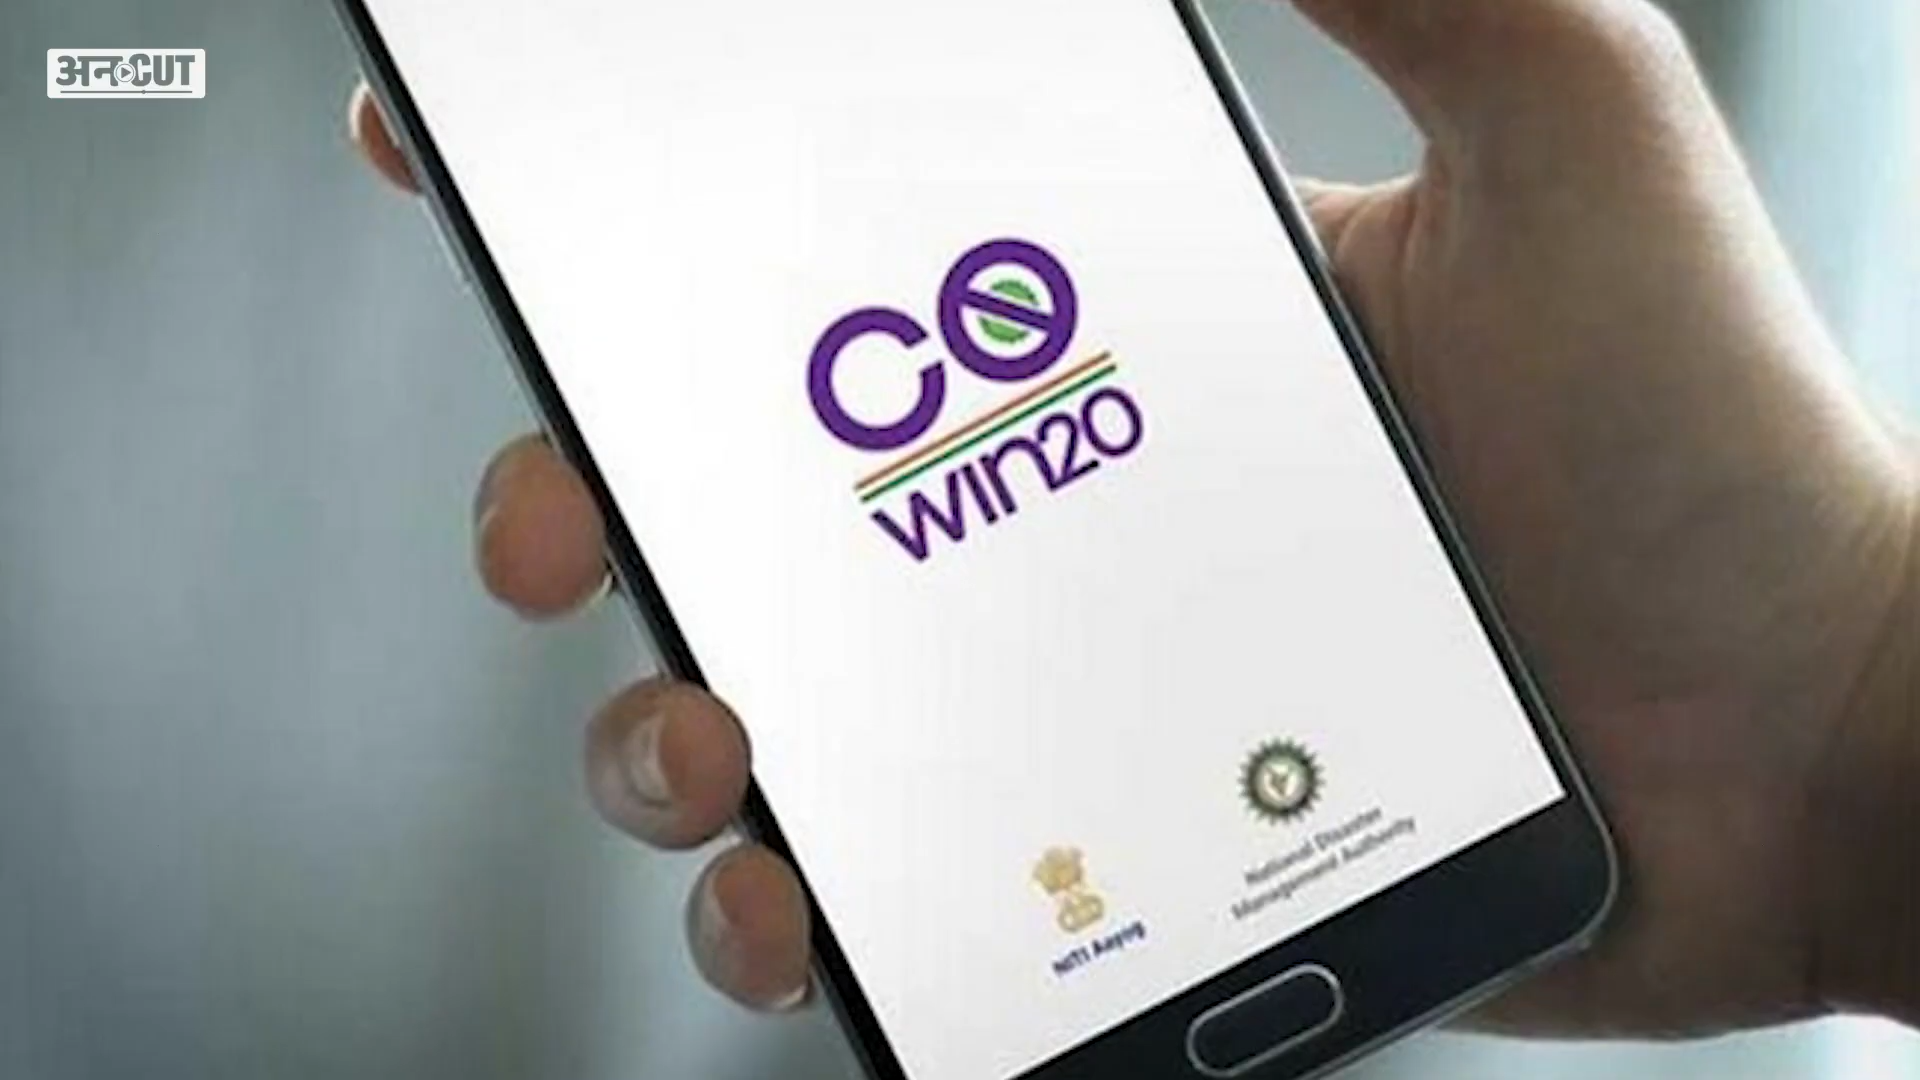 अनCUT
CO
WIN20
NITI Aayog
National Disaster
Management Authority